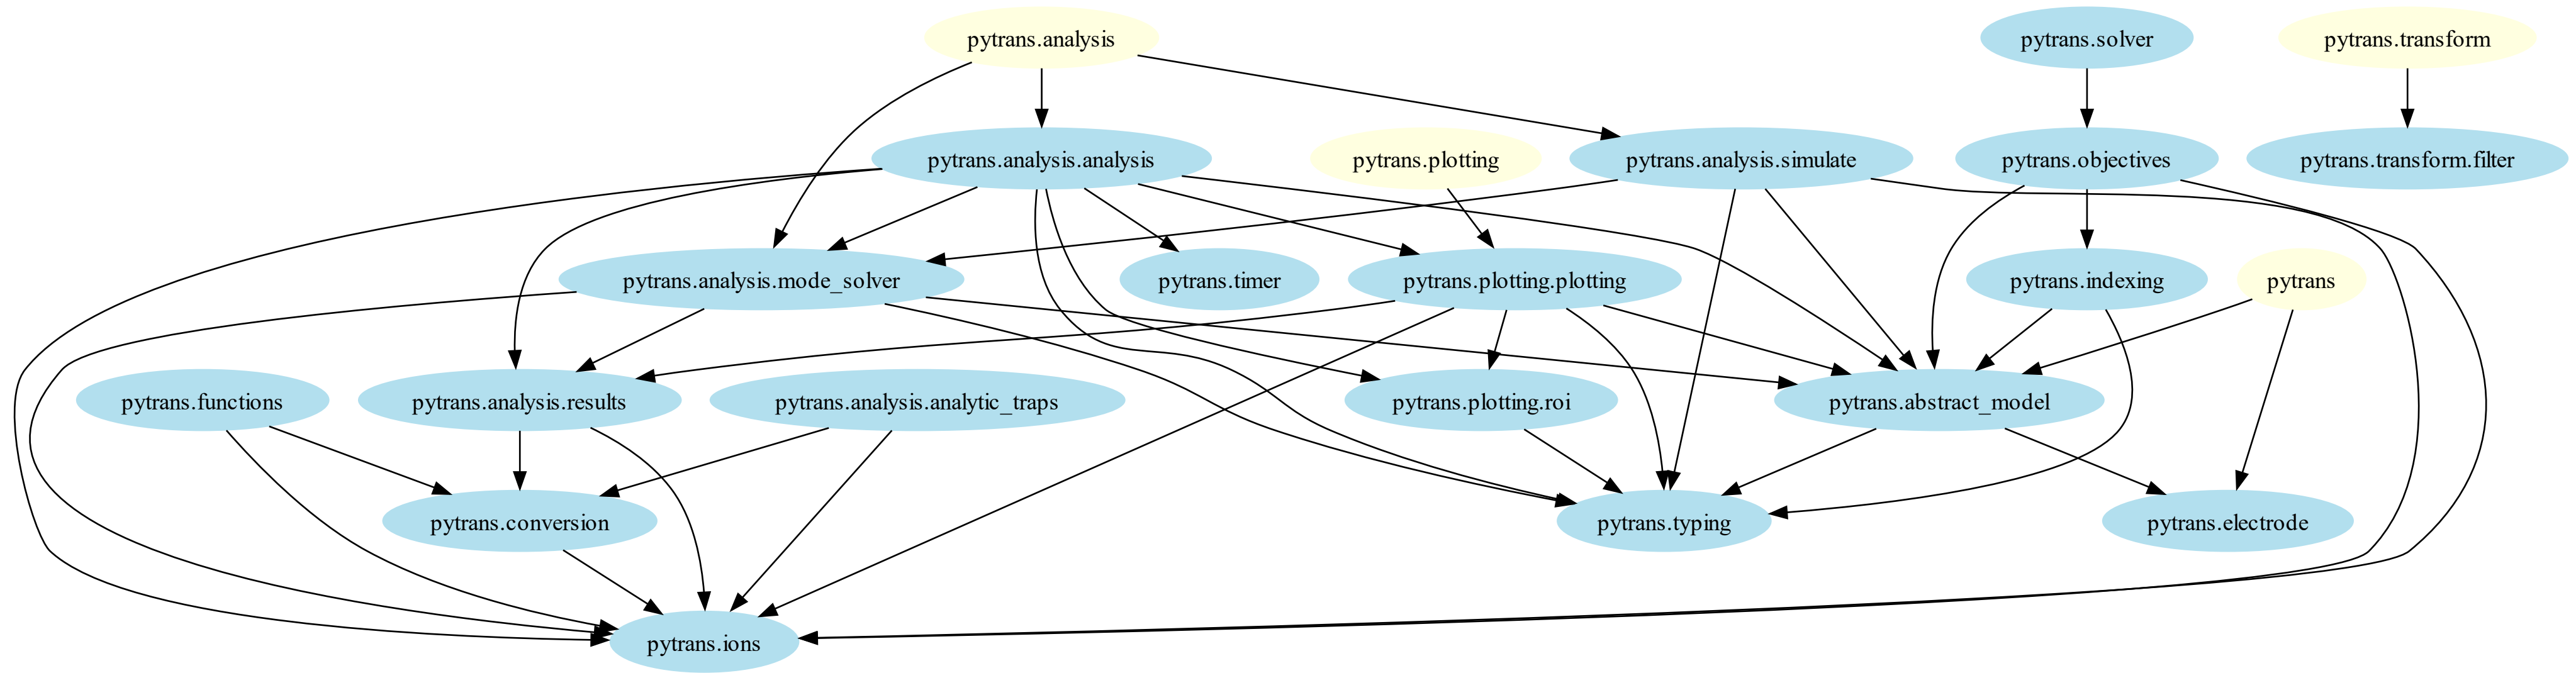 pytrans.analysis
pytrans.solver
pytrans.transform
pytrans.analysis.analysis
pytrans.plotting
pytrans.analysis.simulate
pytrans.objectives
pytrans.transform.filter
pytrans.analysis.mode_solver
pytrans.timer
pytrans.plotting.plotting
pytrans.indexing
pytrans
pytrans.functions
pytrans.analysis.results
pytrans.analysis.analytic_traps
pytrans.plotting.roi
pytrans.abstract_model
pytrans.conversion
pytrans.typing
pytrans.electrode
pytrans.ions